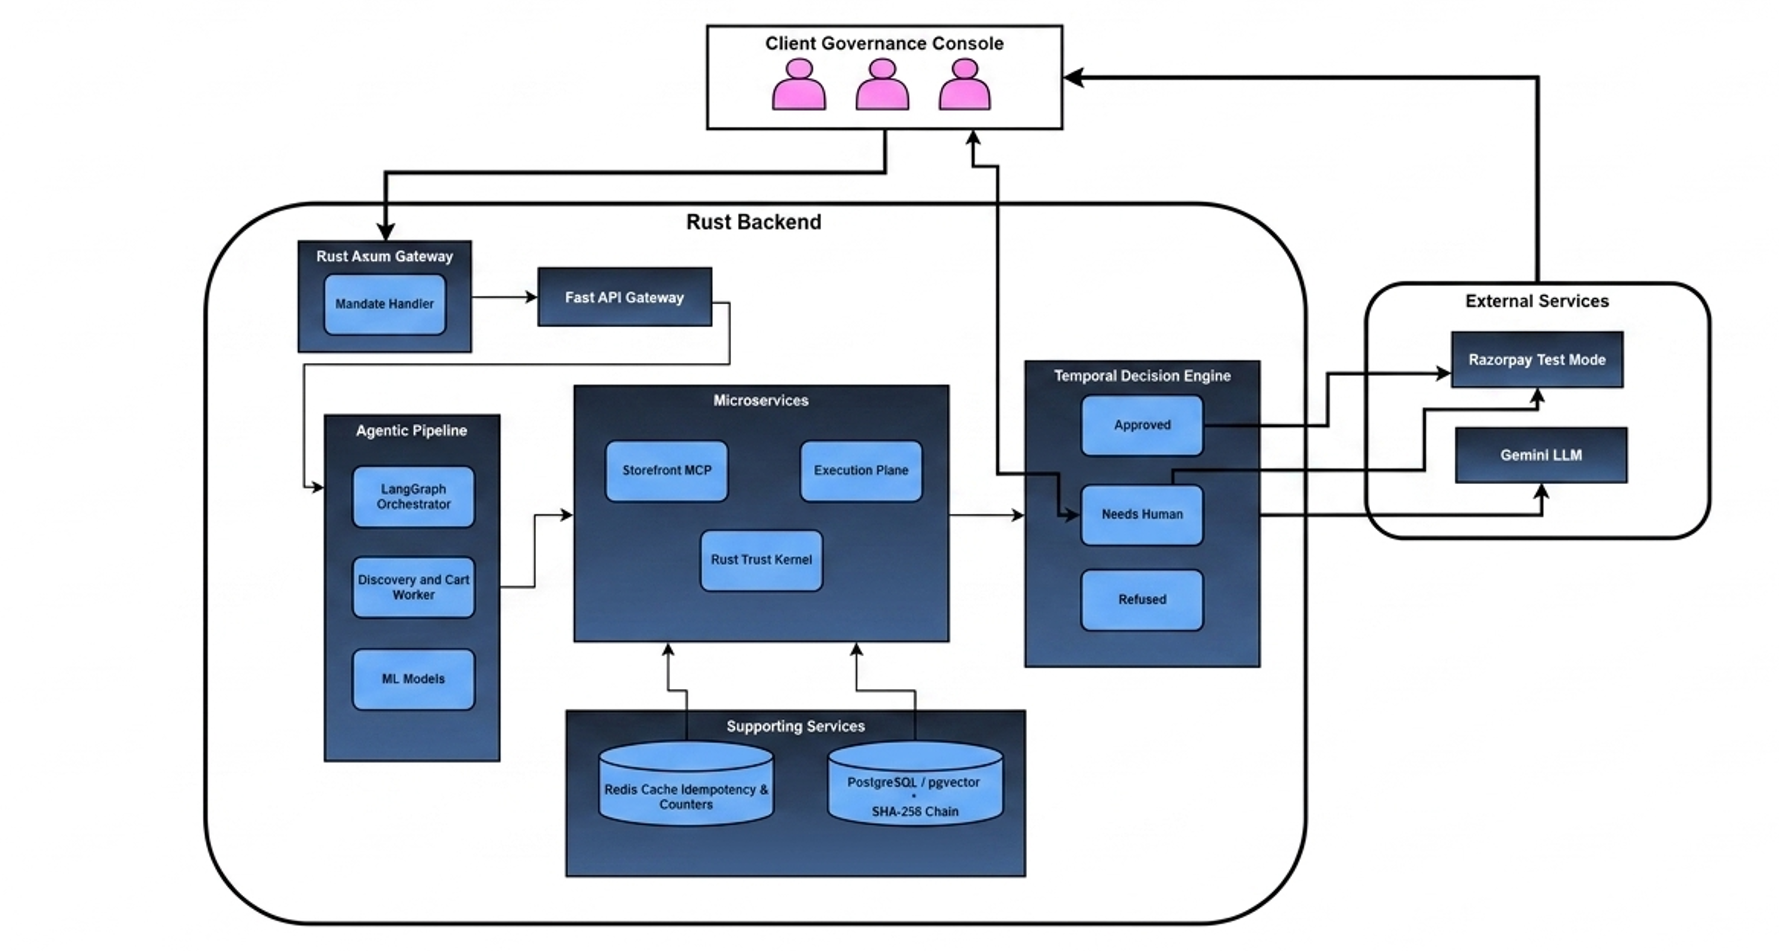 Client Governance Console
Rust Backend
Rust Axum Gateway
Mandate Handler
Fast API Gateway
External Services
Razorpay Test Mode
Gemini LLM
Temporal Decision Engine
Approved
Needs Human
Refused
Microservices
Storefront MCP
Execution Plane
Rust Trust Kernel
Agentic Pipeline
LangGraph
Orchestrator
Discovery and Cart
Worker
ML Models
Supporting Services
Redis Cache Idempotency &
Counters
PostgreSQL / pgvector
SHA-256 Chain